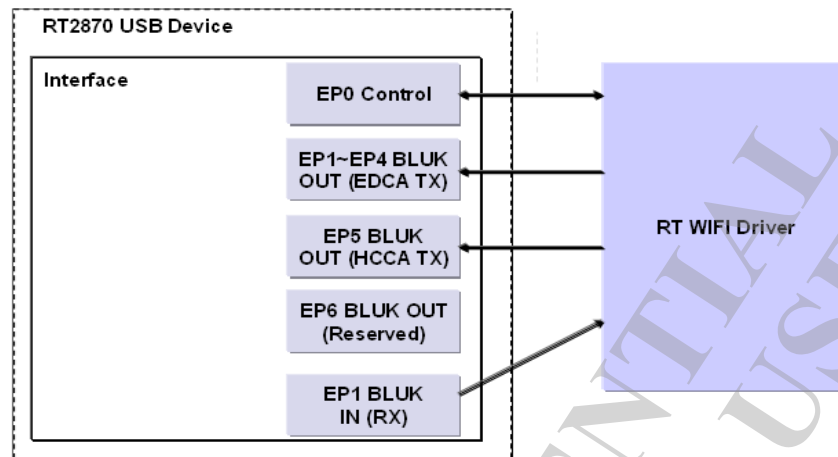 RT2870 USB Device
Interface
EP0 Control
EP1~EP4 BLUK
OUT (EDCA TX)
EP5 BLUK
OUT (HCCA TX)
EP6 BLUK OUT
(Reserved)
EP1 BLUK
IN (RX)
RT WIFI Driver